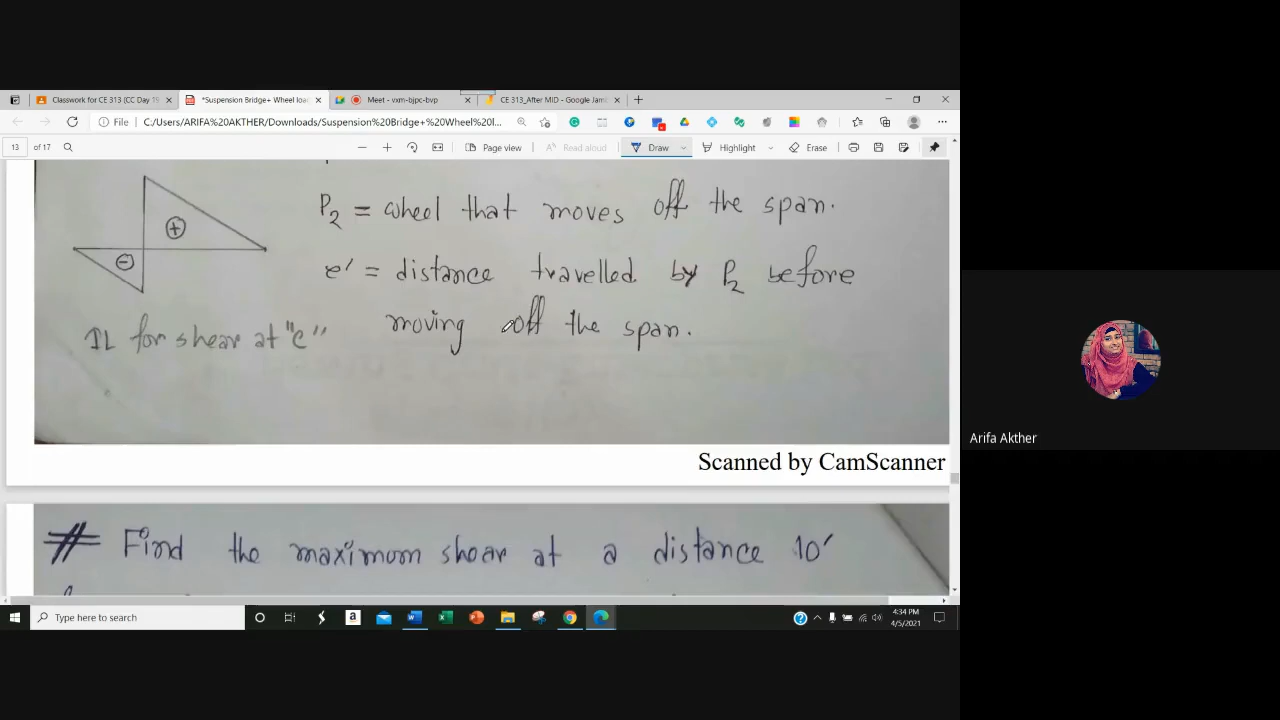 Classwork for CE 313 (CC Day 19
*Suspension Bridge+ Wheel loa
Meet - vxm-bjpc-bvp
CE 313_After MID - Google Jam
File
C:/Users/ARIFA%20AKTHER/Downloads/Suspension%20Bridge+%20Wheel%20l...
13 of 17
Page view
Read aloud
Draw
Highlight
Erase
P2 = wheel that moves off the span.
e' = distance travelled by P2 before
moving off the span.
+
-
IL for shear at "c"
Scanned by CamScanner
# Find the maximum shear at a distance 10'
Arifa Akther
Type here to search
4:34 PM
4/5/2021